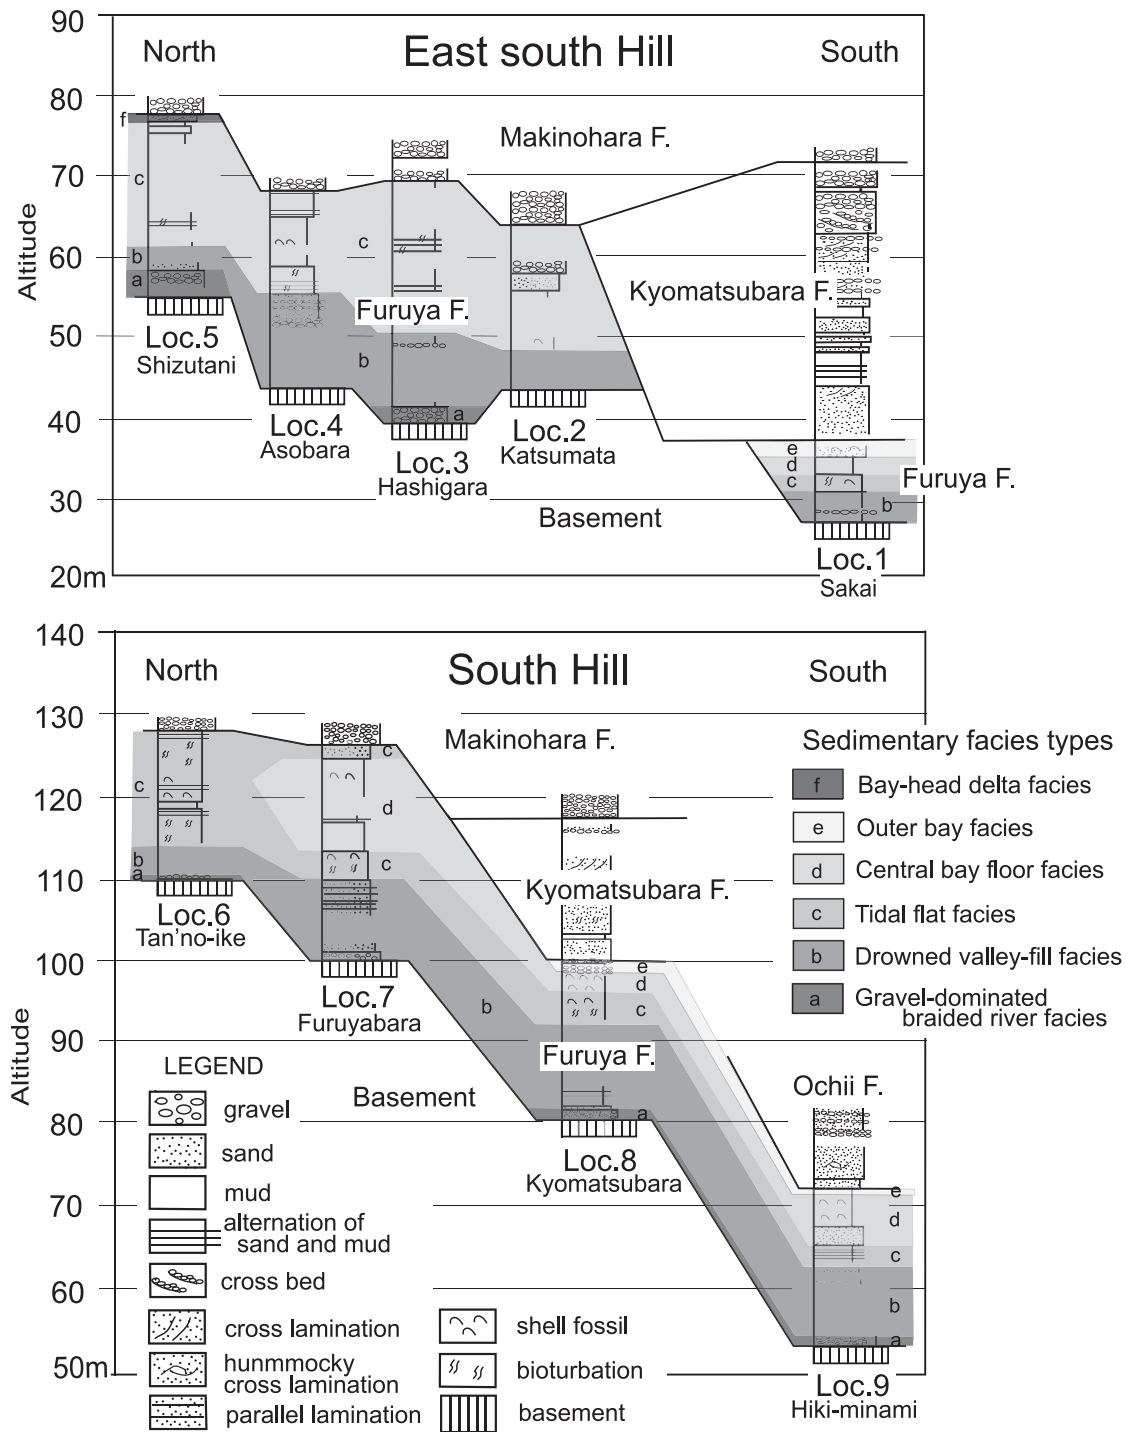 90
North
East south Hill
South
80
f
Makinohara F.
70
c
Altitude
60
c
b
a
Kyomatsubara F.
Furuya F.
50
Loc.5
Shizutani
b
40
a
Loc.4
Asobara
Loc.2
Katsumata
e
d
c
Furuya F.
Loc.3
Hashigara
30
b
Basement
Loc.1
Sakai
20m
140
North
South Hill
South
130
Makinohara F.
c
c
120
d
b
c
a
110
Kyomatsubara F.
Loc.6
Tan'no-ike
100
e
d
Loc.7
Furuyabara
b
c
Altitude
90
Furuya F.
Basement
Ochii F.
80
a
Loc.8
Kyomatsubara
70
e
d
c
60
b
a
50m
Loc.9
Hiki-minami
Sedimentary facies types
f Bay-head delta facies
e Outer bay facies
d Central bay floor facies
c Tidal flat facies
b Drowned valley-fill facies
a Gravel-dominated
braided river facies
LEGEND
gravel
sand
mud
alternation of
sand and mud
cross bed
cross lamination
hunmmocky
cross lamination
parallel lamination
shell fossil
bioturbation
basement